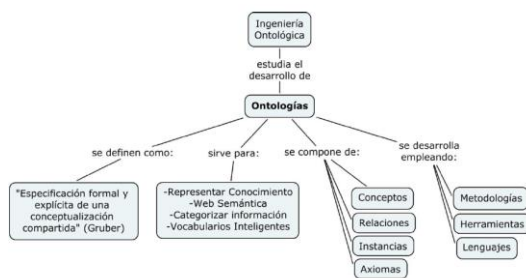 Ingeniería
Ontológica
estudia el
desarrollo de
Ontologías
se definen como:
sirve para:
se compone de:
se desarrolla
empleando:
"Especificación formal y
explícita de una
conceptualización
compartida" (Gruber)
-Representar Conocimiento
-Web Semántica
-Categorizar información
-Vocabularios Inteligentes
Conceptos
Relaciones
Instancias
Axiomas
Metodologías
Herramientas
Lenguajes